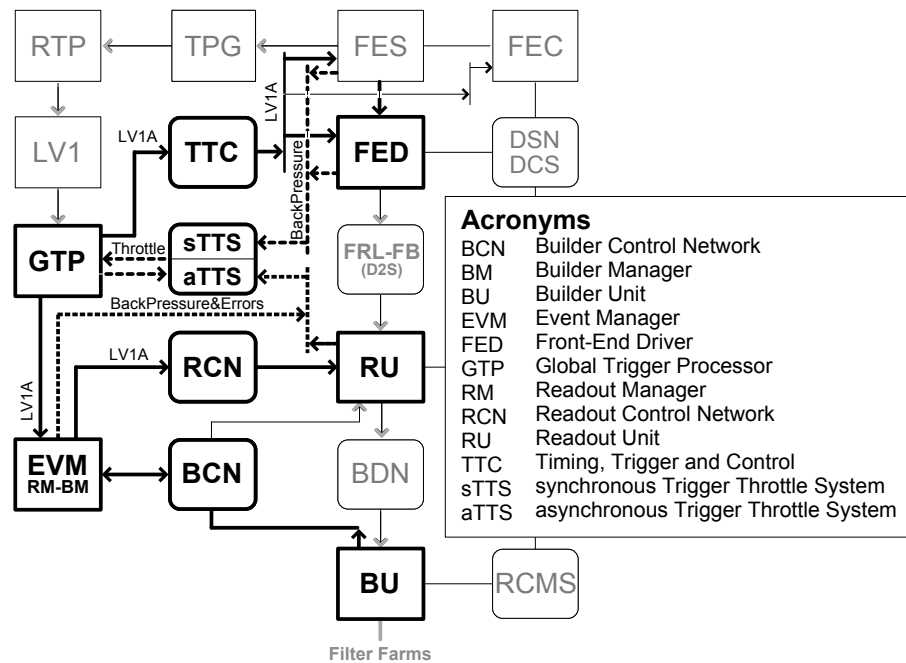 RTP
TPG
FES
FEC
LV1A
LV1
LV1A
TTC
FED
DSN
DCS
BackPressure
GTP
Throttle
sTTS
aTTS
FRL-FB
(D2S)
BackPressure&Errors
LV1A
RCN
RU
LV1A
EVM
RM-BM
BCN
BDN
BU
RCMS
Filter Farms
Acronyms
BCN Builder Control Network
BM Builder Manager
BU Builder Unit
EVM Event Manager
FED Front-End Driver
GTP Global Trigger Processor
RM Readout Manager
RCN Readout Control Network
RU Readout Unit
TTC Timing, Trigger and Control
sTTS synchronous Trigger Throttle System
aTTS asynchronous Trigger Throttle System